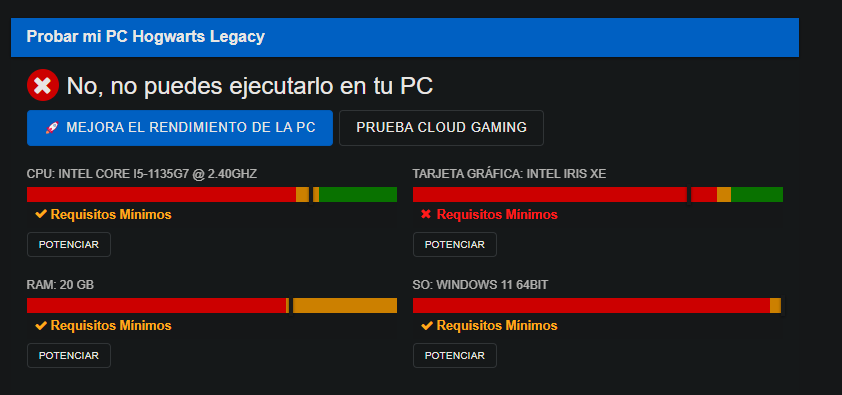 Probar mi PC Hogwarts Legacy
No, no puedes ejecutarlo en tu PC
MEJORA EL RENDIMIENTO DE LA PC
PRUEBA CLOUD GAMING
CPU: INTEL CORE I5-1135G7 @ 2.40GHZ
Requisitos Mínimos
POTENCIAR
TARJETA GRÁFICA: INTEL IRIS XE
Requisitos Mínimos
POTENCIAR
RAM: 20 GB
Requisitos Mínimos
POTENCIAR
SO: WINDOWS 11 64BIT
Requisitos Mínimos
POTENCIAR